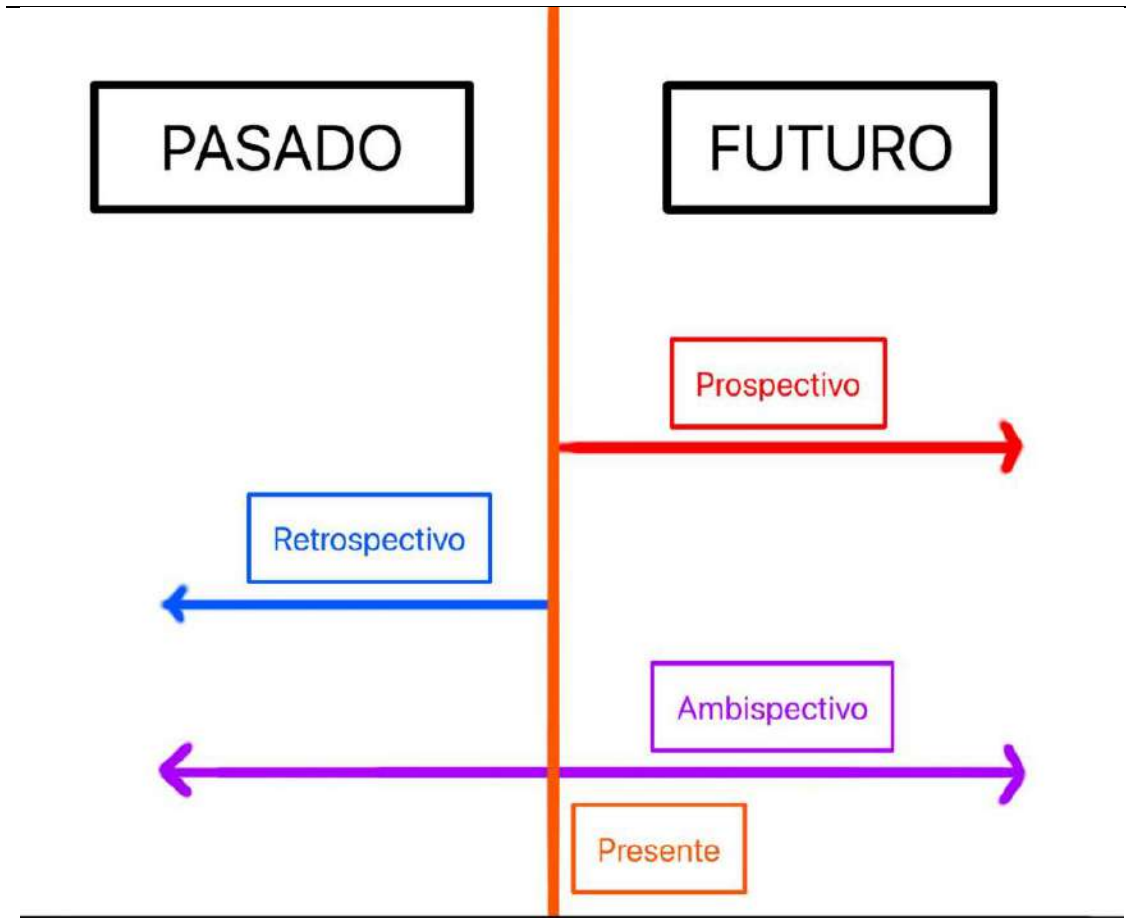 PASADO
FUTURO
Prospectivo
Retrospectivo
Ambispectivo
Presente